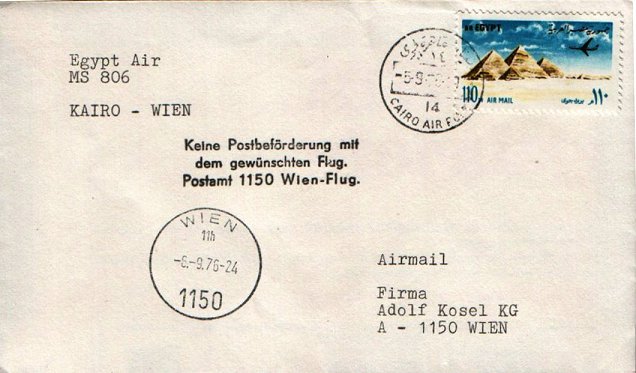 Egypt Air
MS 806
KAIRO - WIEN
Keine Postbeförderung mit
dem gewünschten Flug.
Postamt 1150 Wien-Flug.
EGYPT
110
AIR MAIL
١١٠
14
CAIRO AIR
WIEN
11h
-6.-9.76-24
1150
Airmail
Firma
Adolf Kosel KG
A - 1150 WIEN